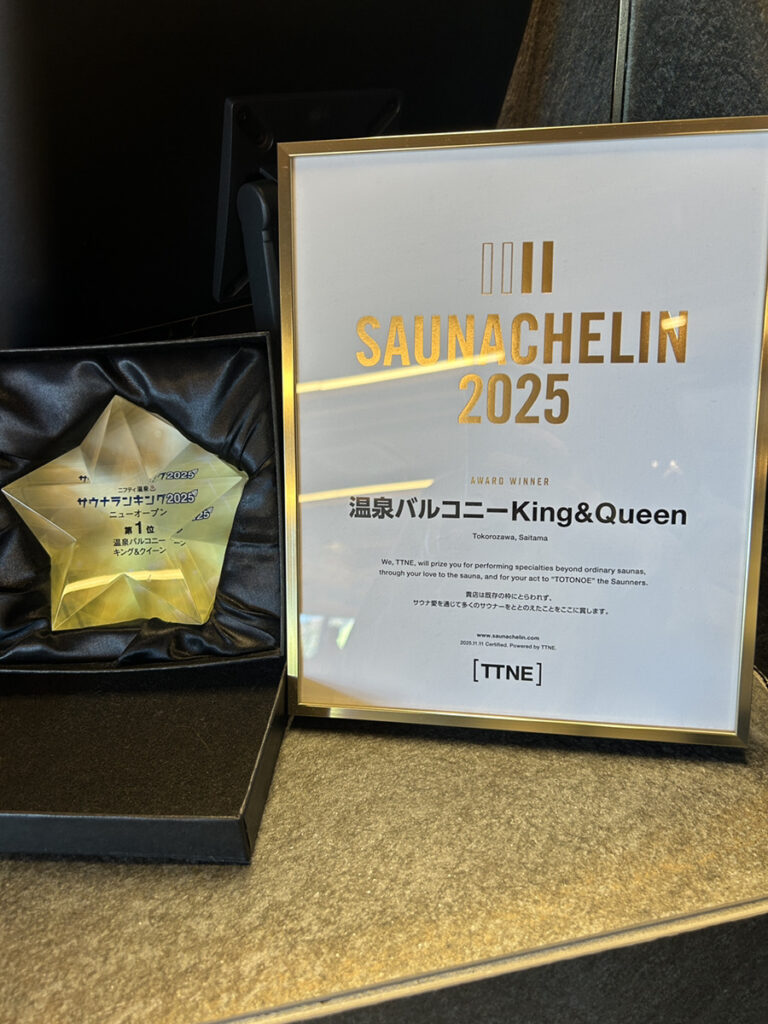 ニフティ温泉
サウナランキング2025
ニューオープン
第1位
温泉バルコニー
キング&クイーン
SAUNACHELIN
2025
AWARD WINNER
温泉バルコニーKing&Queen
Tokorozawa, Saitama
We, TTNE, will prize you for performing specialties beyond ordinary saunas,
through your love to the sauna, and for your act to "TOTONOE" the Saunners.
貴店は既存の枠にとらわれず、
サウナ愛を通じて多くのサウナーをととのえたことをここに賞します。
www.saunachelin.com
2025.11.11 Certified. Powered by TTNE.
[TTNE]